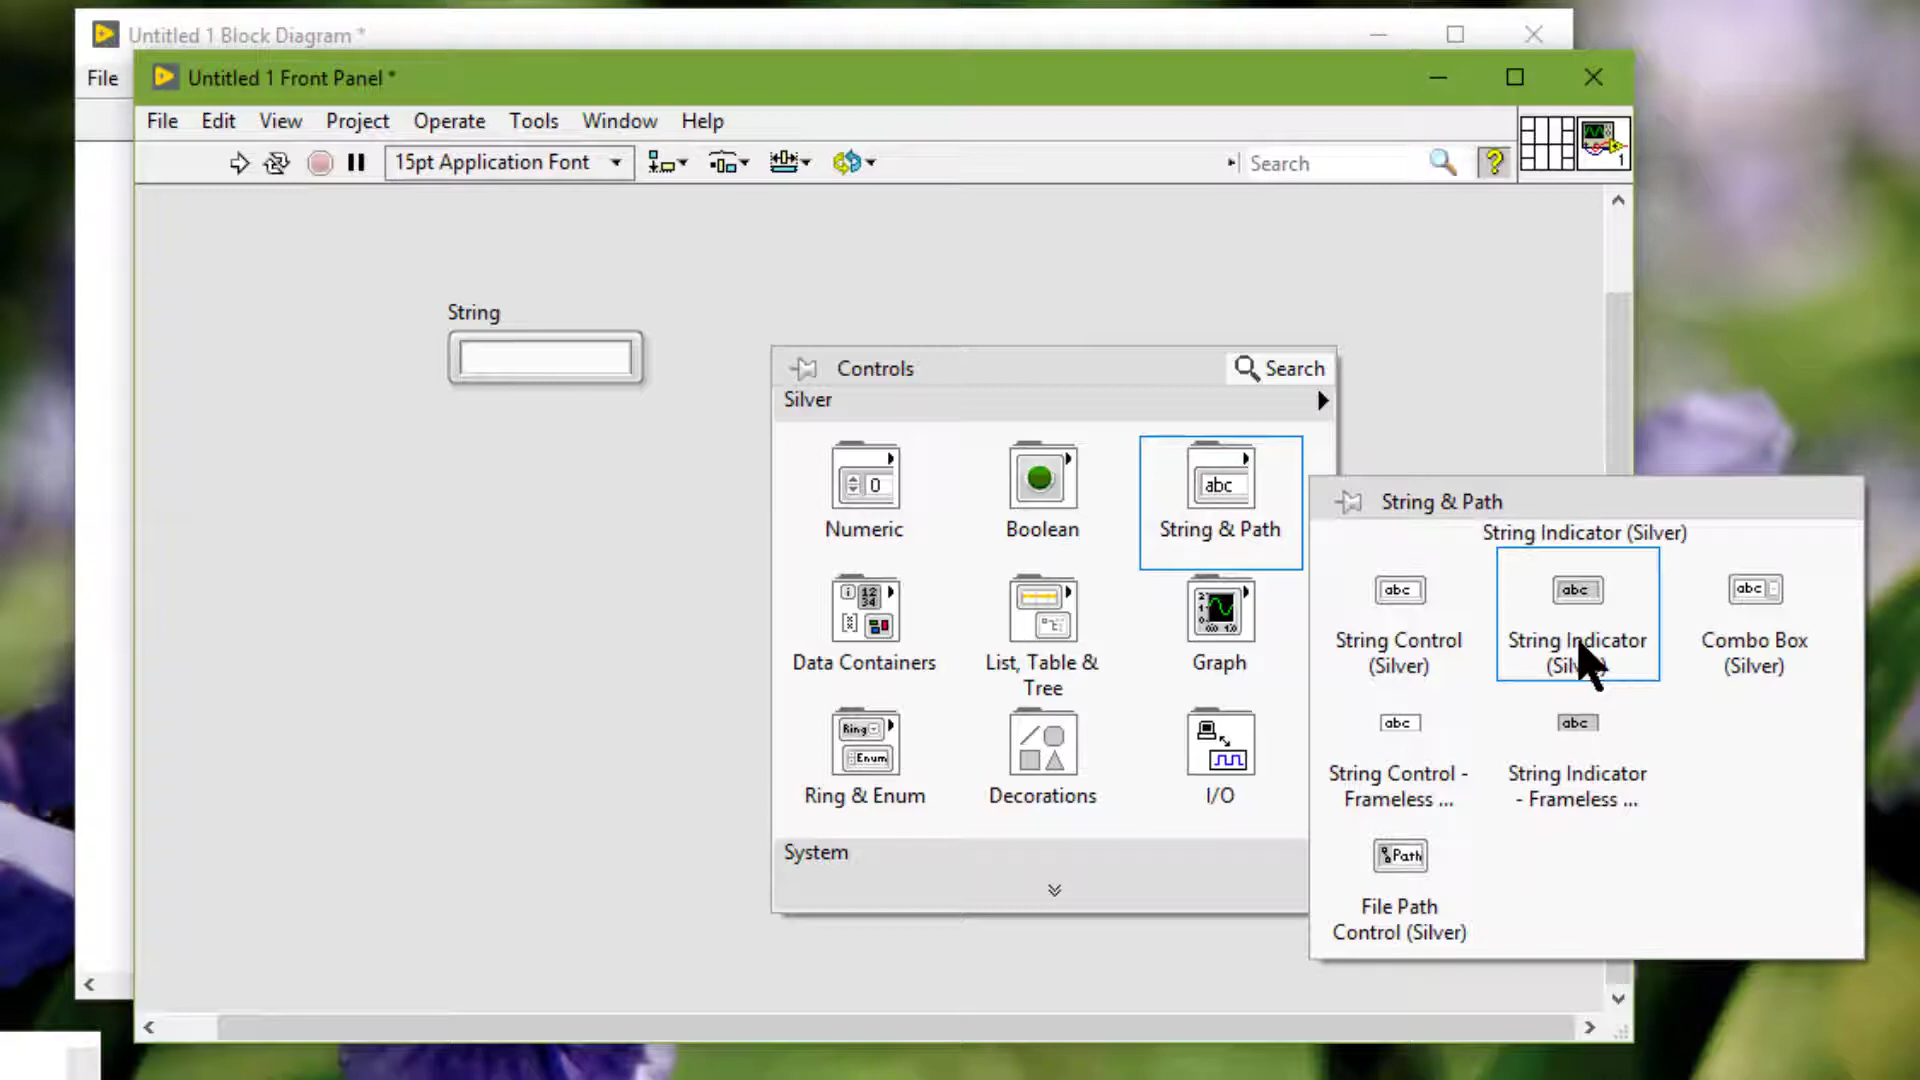 Untitled 1 Block Diagram *
File
Untitled 1 Front Panel *
File Edit View Project Operate Tools Window Help
15pt Application Font
Search
?
1
String
Controls
Search
Silver
0
abc
Numeric
Boolean
String & Path
Data Containers
List, Table &
Tree
Graph
Ring
Enum
Ring & Enum
Decorations
I/O
System
String & Path
String Indicator (Silver)
abc
abc
abc
String Control
(Silver)
String Indicator
Combo Box
(Silver)
abc
abc
String Control -
Frameless ...
String Indicator
- Frameless ...
Path
File Path
Control (Silver)